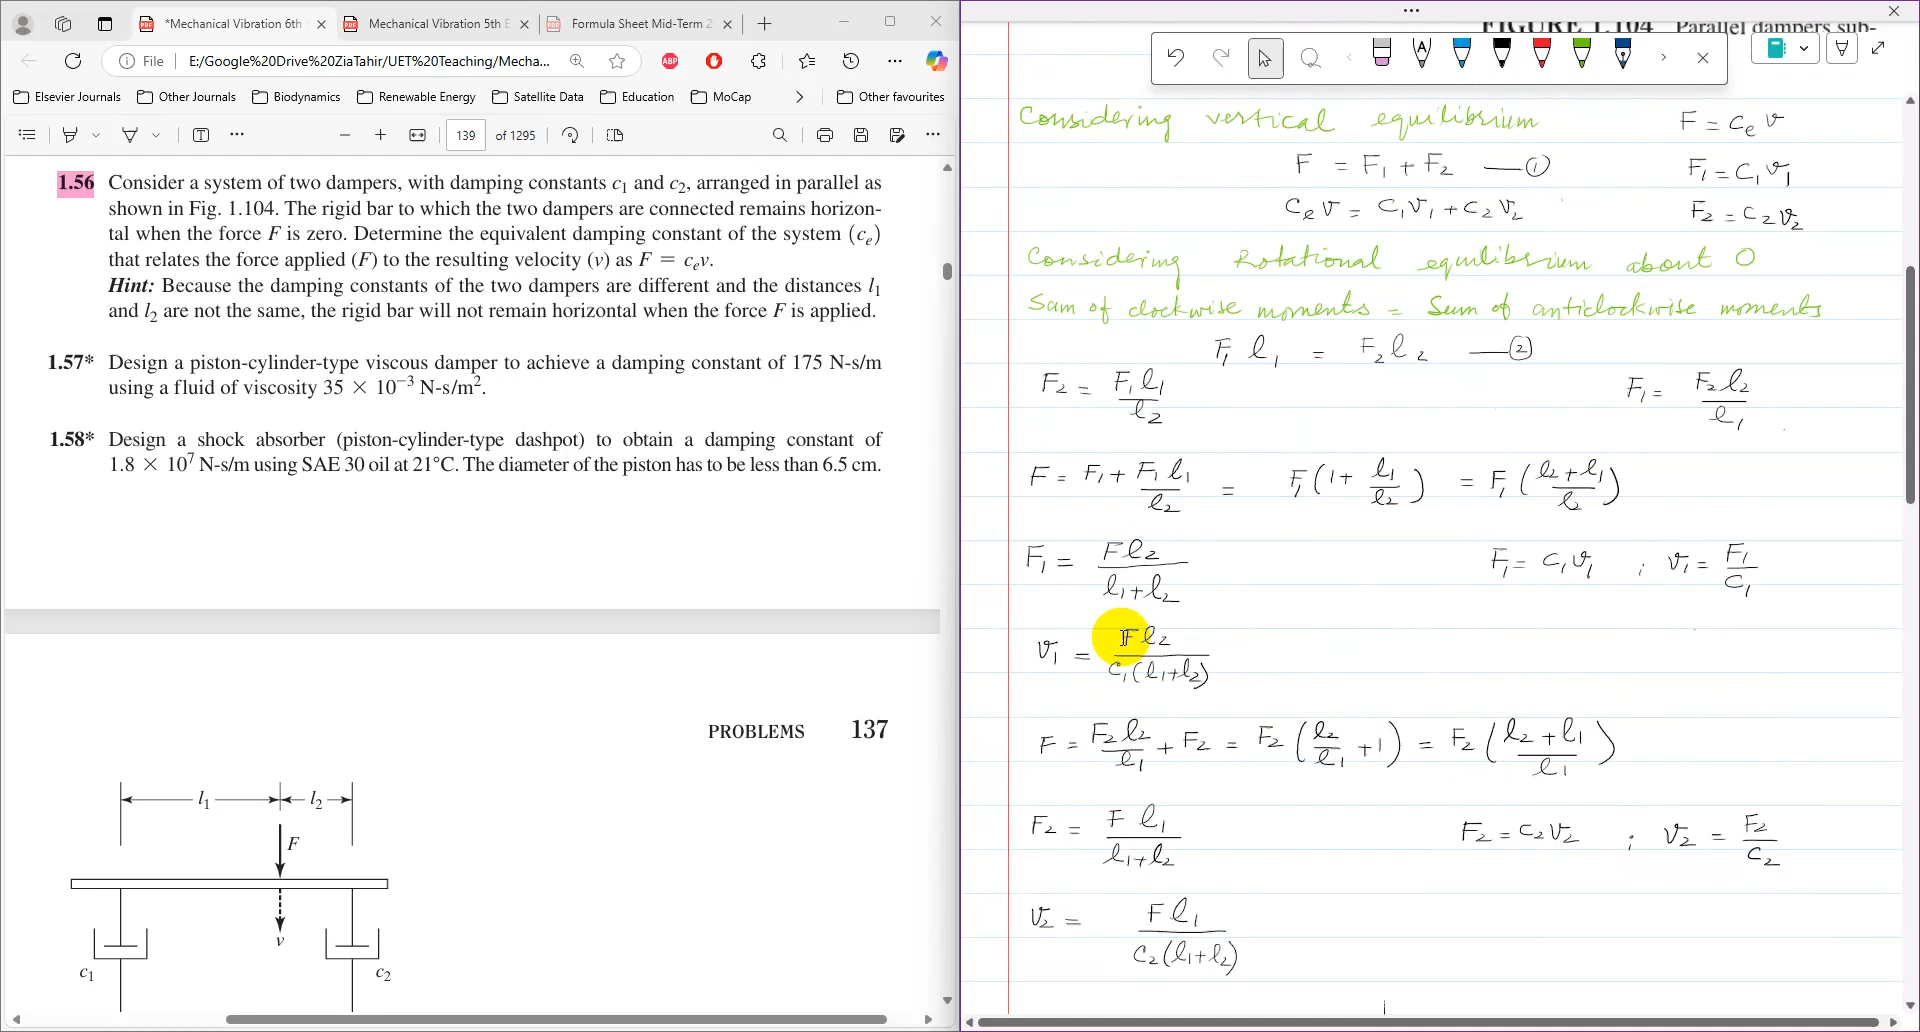 *Mechanical Vibration 6th
Mechanical Vibration 5th E
Formula Sheet Mid-Term 2
File
E:/Google%20Drive%20ZiaTahir/UET%20Teaching/Mecha...
ABP
Elsevier Journals
Other Journals
Biodynamics
Renewable Energy
Satellite Data
Education
MoCap
Other favourites
139 of 1295
1.56 Consider a system of two dampers, with damping constants c1 and c2, arranged in parallel as
shown in Fig. 1.104. The rigid bar to which the two dampers are connected remains horizon-
tal when the force F is zero. Determine the equivalent damping constant of the system (ce)
that relates the force applied (F) to the resulting velocity (v) as F = cev.
Hint: Because the damping constants of the two dampers are different and the distances l1
and l2 are not the same, the rigid bar will not remain horizontal when the force F is applied.
1.57* Design a piston-cylinder-type viscous damper to achieve a damping constant of 175 N-s/m
using a fluid of viscosity 35 × 10⁻³ N-s/m².
1.58* Design a shock absorber (piston-cylinder-type dashpot) to obtain a damping constant of
1.8 × 10⁷ N-s/m using SAE 30 oil at 21°C. The diameter of the piston has to be less than 6.5 cm.
PROBLEMS 137
l1 l2
F
v
c1 c2
FIGURE 1.104 Parallel dampers sub-
Considering vertical equilibrium F = ce v
F = F1 + F2 —① F1 = C1 v1
Ce v = C1 v1 + C2 v2 F2 = C2 v2
Considering Rotational equilibrium about O
Sum of clockwise moments = Sum of anticlockwise moments
F1 l1 = F2 l2 —②
F2 = F1 l1 / l2 F1 = F2 l2 / l1
F = F1 + F1 l1 / l2 = F1 (1 + l1 / l2) = F1 ((l2 + l1) / l2)
F1 = F l2 / (l1 + l2) F1 = C1 v1 ; v1 = F1 / C1
v1 = F l2 / C1 (l1 + l2)
F = F2 l2 / l1 + F2 = F2 (l2 / l1 + 1) = F2 ((l2 + l1) / l1)
F2 = F l1 / (l1 + l2) F2 = C2 v2 ; v2 = F2 / C2
v2 = F l1 / C2 (l1 + l2)